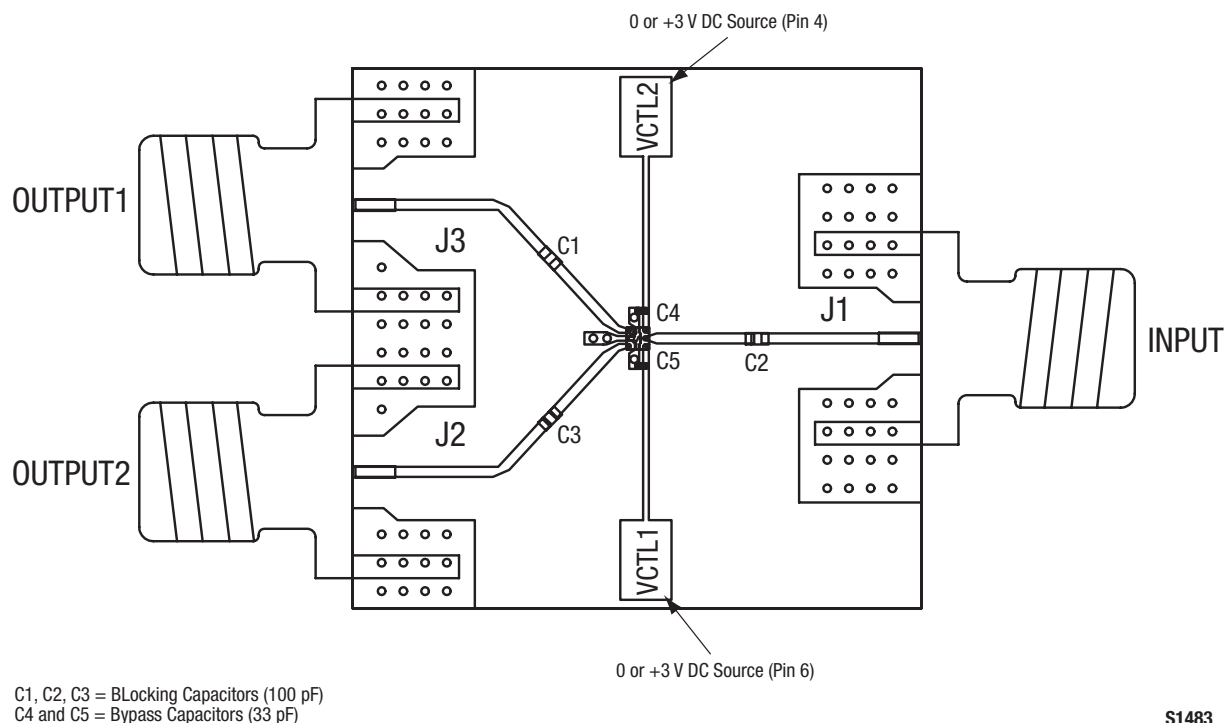 0 or +3 V DC Source (Pin 4)
VCTL2
OUTPUT1
J3
C1
C4
J1
INPUT
C5
C2
C3
J2
OUTPUT2
VCTL1
0 or +3 V DC Source (Pin 6)
C1, C2, C3 = BLocking Capacitors (100 pF)
C4 and C5 = Bypass Capacitors (33 pF)
S1483